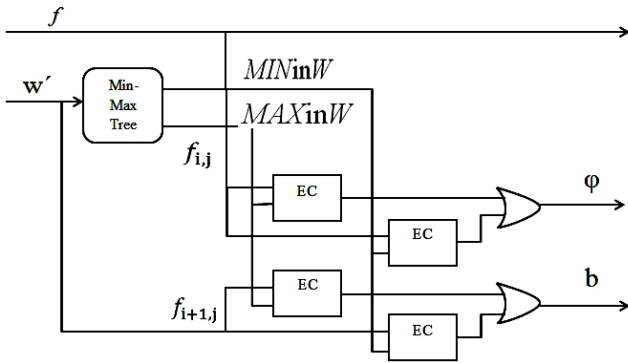 f
w´
Min-
Max
Tree
MINinW
MAXinW
fi,j
EC
φ
EC
EC
b
fi+1,j
EC